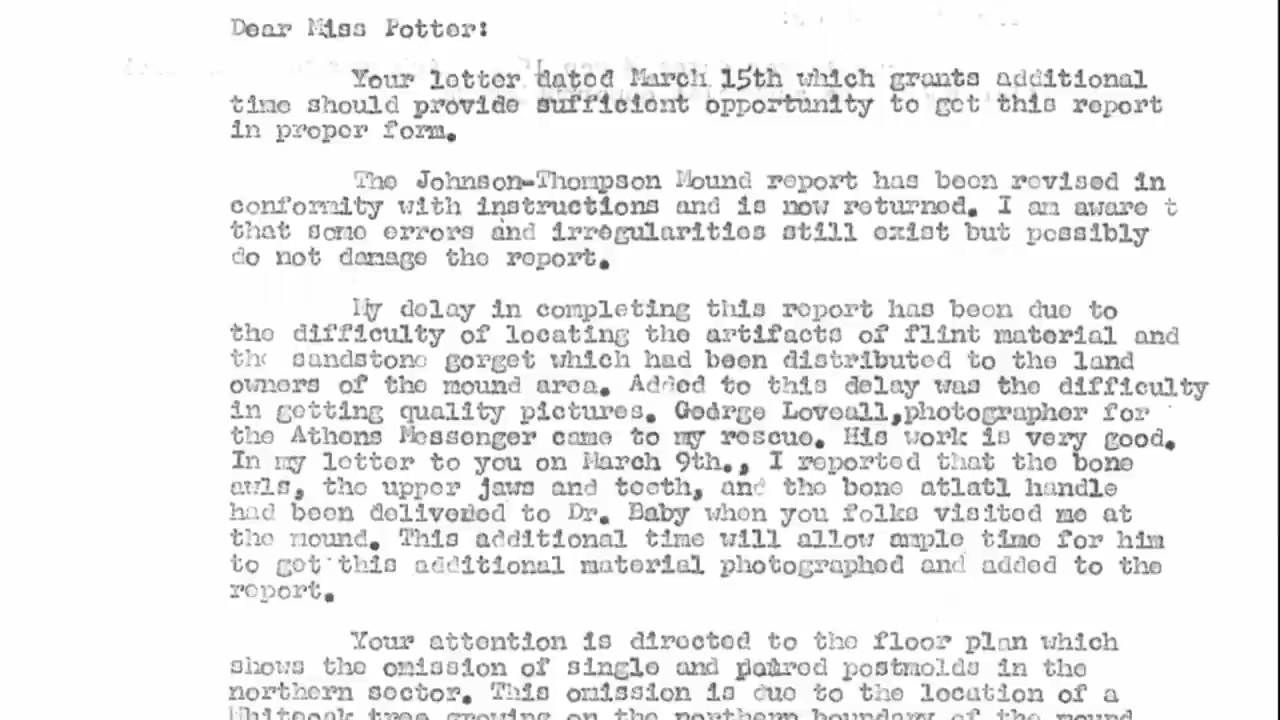 Dear Miss Potter:
Your letter dated March 15th which grants additional
time should provide sufficient opportunity to get this report
in proper form.
The Johnson-Thompson Mound report has been revised in
conformity with instructions and is now returned. I am aware t
that some errors and irregularities still exist but possibly
do not damage the report.
My delay in completing this report has been due to
the difficulty of locating the artifacts of flint material and
the sandstone gorget which had been distributed to the land
owners of the mound area. Added to this delay was the difficulty
in getting quality pictures. George Loveall,photographer for
the Athens Messenger came to my rescue. His work is very good.
In my letter to you on March 9th., I reported that the bone
awls, the upper jaws and teeth, and the bone atlatl handle
had been delivered to Dr. Baby when you folks visited me at
the mound. This additional time will allow ample time for him
to get this additional material photographed and added to the
report.
Your attention is directed to the floor plan which
shows the omission of single and paired postmolds in the
northern sector. This omission is due to the location of a
Whiteoak tree growing on the northern boundary of the mound